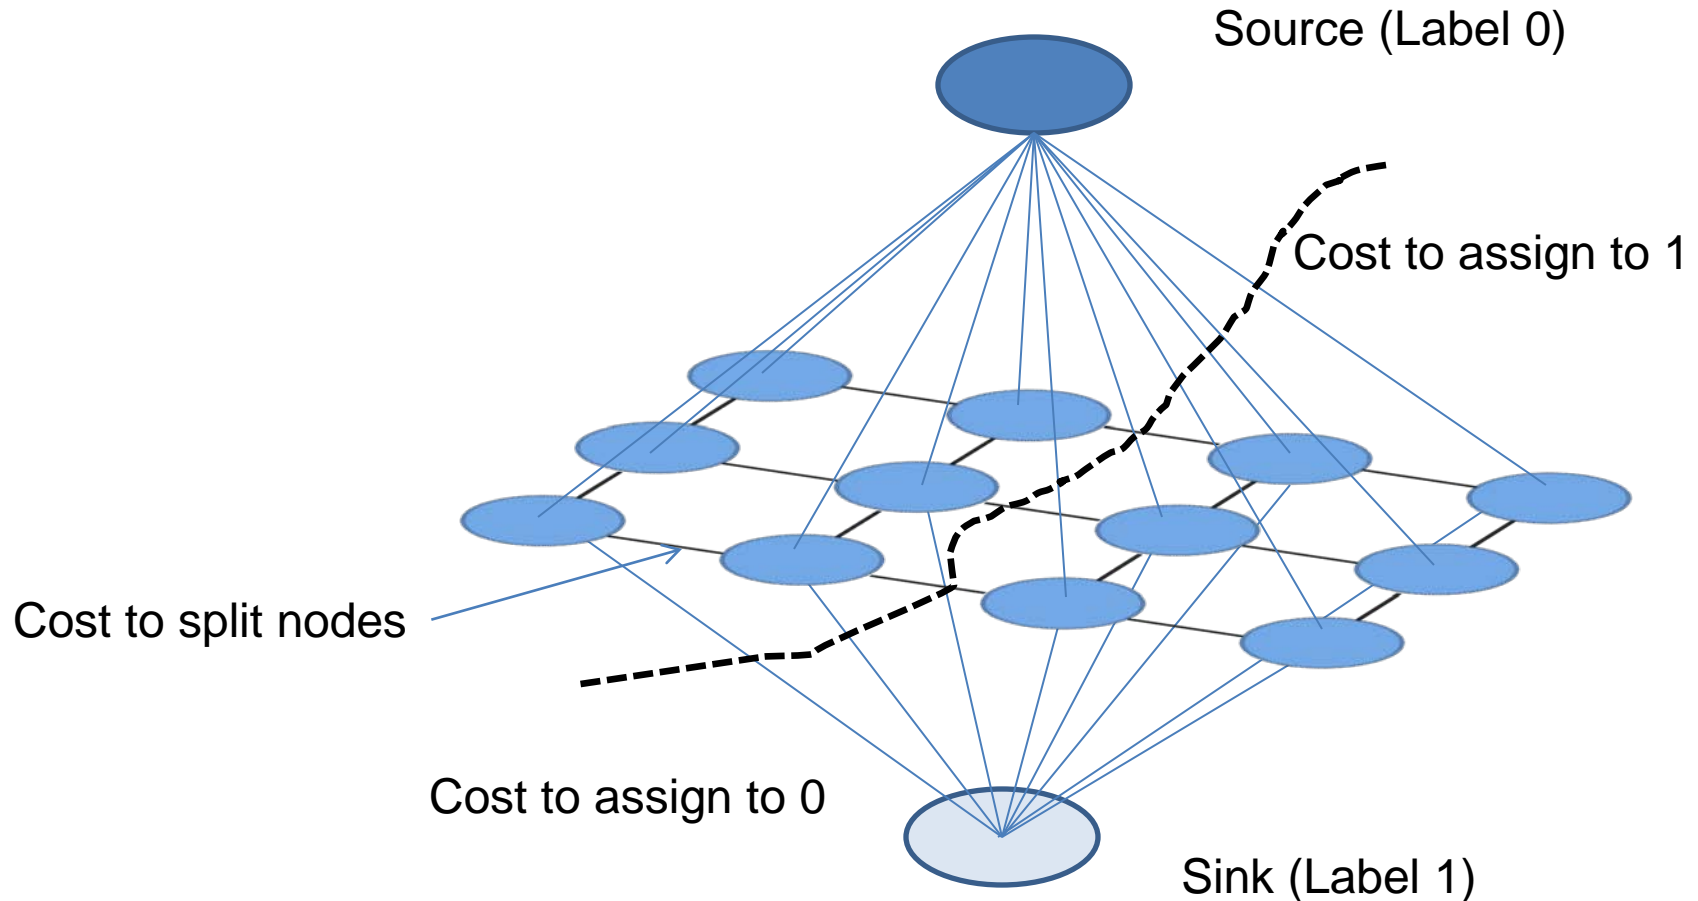 Source (Label 0)
Cost to assign to 1
Cost to split nodes
Cost to assign to 0
Sink (Label 1)